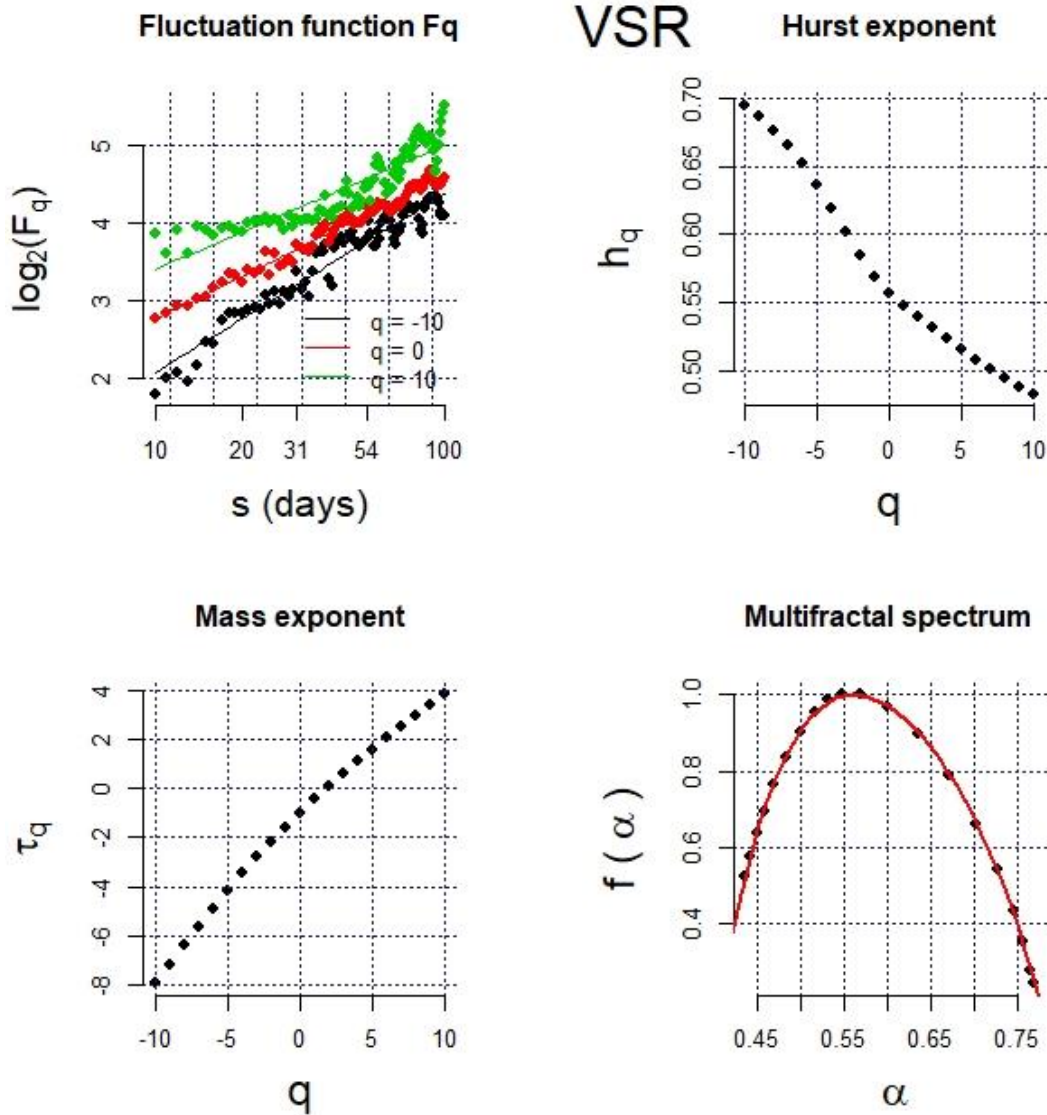 Fluctuation function Fq
VSR
Hurst exponent
log2(Fq)
5
4
3
2
q = -10
q = 0
q = 10
10 20 31 54 100
s (days)
hq
0.70
0.65
0.60
0.55
0.50
-10 -5 0 5 10
q
Mass exponent
Multifractal spectrum
τq
4
2
0
-2
-4
-6
-8
-10 -5 0 5 10
q
f ( α )
1.0
0.8
0.6
0.4
0.45 0.55 0.65 0.75
α